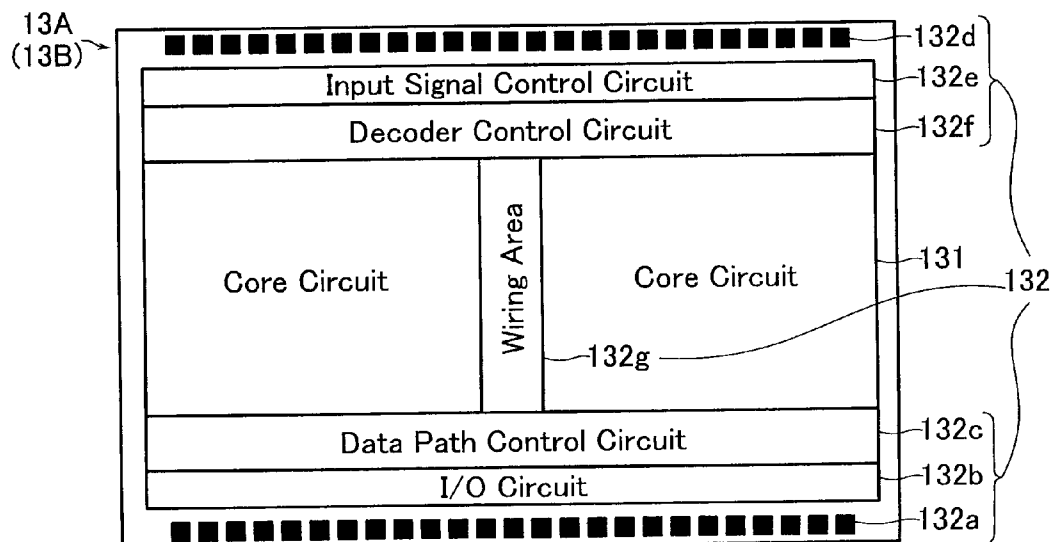 13A
(13B)
132d
Input Signal Control Circuit
132e
Decoder Control Circuit
132f
Core Circuit
Wiring Area
Core Circuit
131
132
132g
Data Path Control Circuit
132c
I/O Circuit
132b
132a